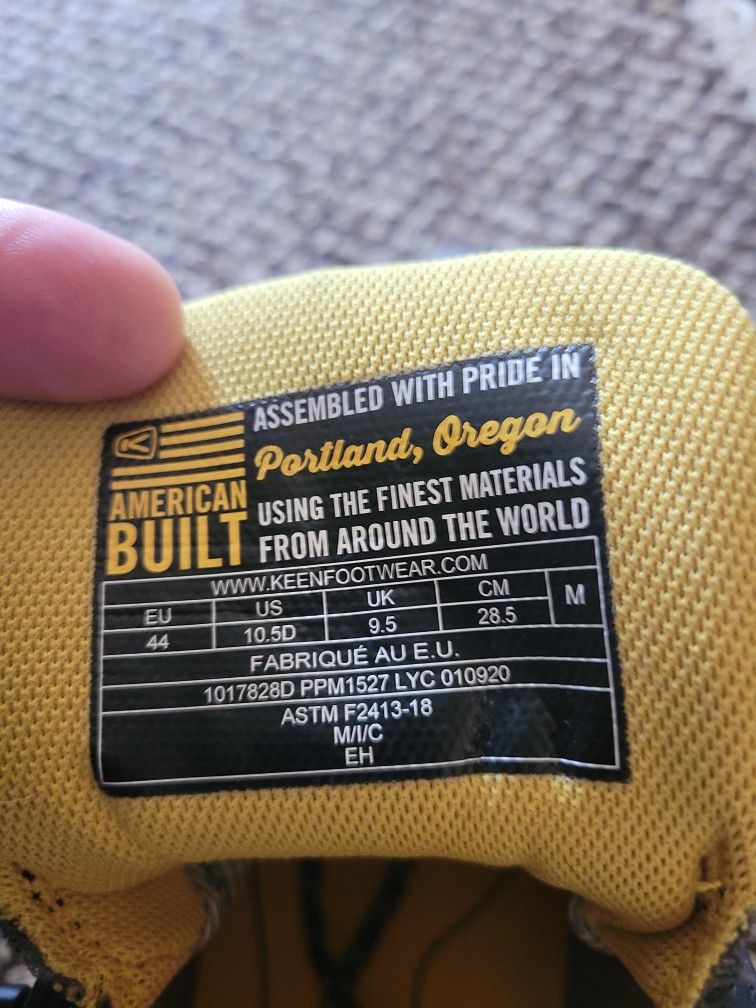 ASSEMBLED WITH PRIDE IN
Portland, Oregon
USING THE FINEST MATERIALS
FROM AROUND THE WORLD
AMERICAN
BUILT
WWW.KEENFOOTWEAR.COM
EU US UK CM M
44 10.5D 9.5 28.5
FABRIQUÉ AU E.U.
1017828D PPM1527 LYC 010920
ASTM F2413-18
M/I/C
EH